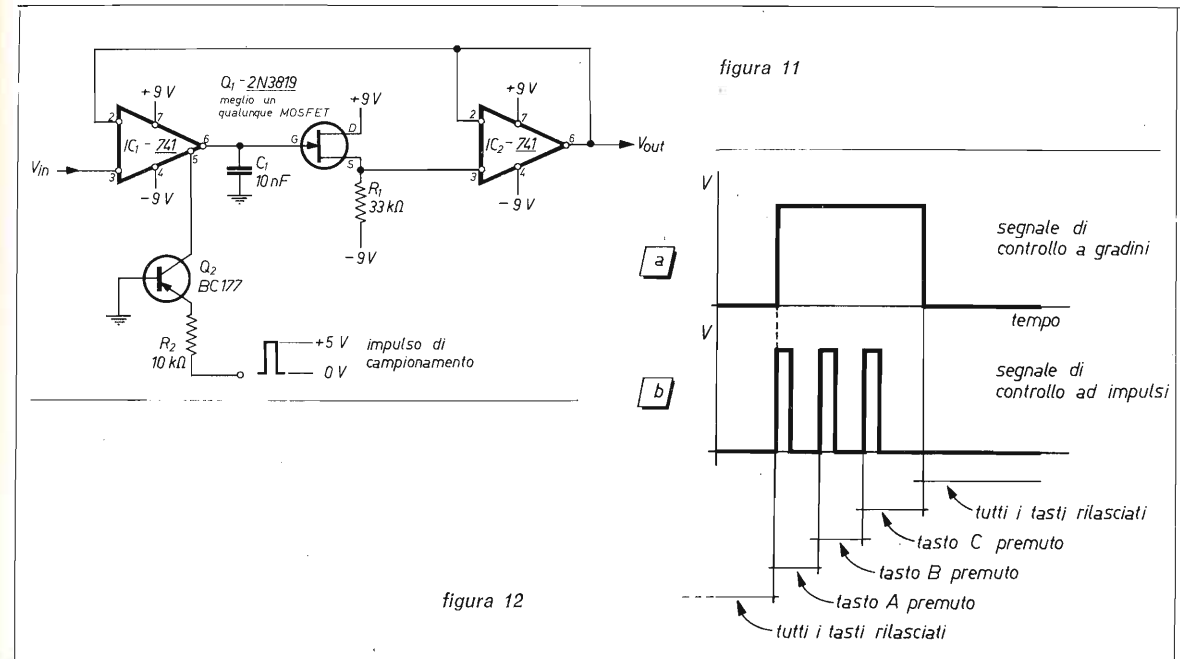 Q1 - 2N3819
meglio un
qualunque MOSFET
+9 V
2
7
IC1 - 741
6
5
3
4
Vin
-9 V
C1
10 nF
G
D
S
+9 V
R1
33 kΩ
-9 V
+9 V
2
7
IC2 - 741
6
3
4
-9 V
Vout
Q2
BC177
R2
10 kΩ
+5 V
0 V
impulso di
campionamento
figura 11
V
a
segnale di
controllo a gradini
tempo
V
b
segnale di
controllo ad impulsi
tutti i tasti rilasciati
tasto C premuto
tasto B premuto
tasto A premuto
tutti i tasti rilasciati
figura 12